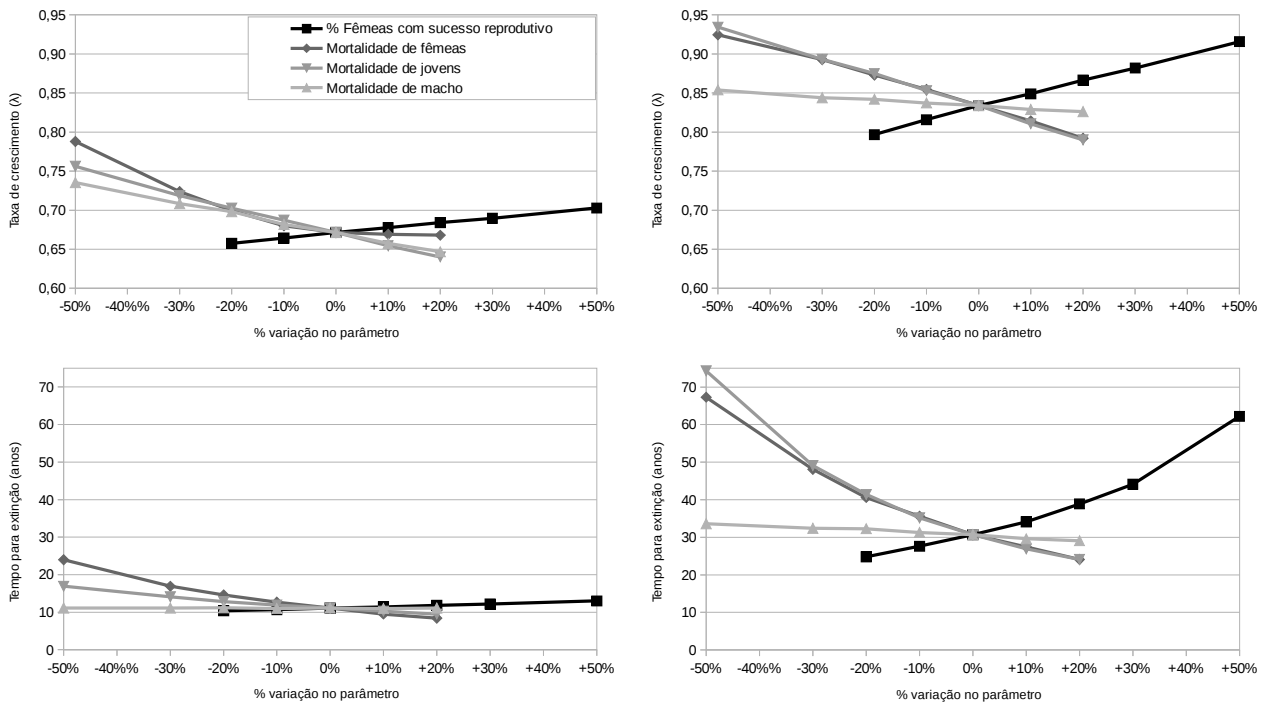 0,95
0,90
0,85
0,80
0,75
0,70
0,65
0,60
Taxa de crescimento (λ)
% Fêmeas com sucesso reprodutivo
Mortalidade de fêmeas
Mortalidade de jovens
Mortalidade de macho
-50% -40%% -30% -20% -10% 0% +10% +20% +30% +40% +50%
% variação no parâmetro
0,95
0,90
0,85
0,80
0,75
0,70
0,65
0,60
Taxa de crescimento (λ)
-50% -40%% -30% -20% -10% 0% +10% +20% +30% +40% +50%
% variação no parâmetro
70
60
50
40
30
20
10
0
Tempo para extinção (anos)
-50% -40%% -30% -20% -10% 0% +10% +20% +30% +40% +50%
% variação no parâmetro
70
60
50
40
30
20
10
0
Tempo para extinção (anos)
-50% -40%% -30% -20% -10% 0% +10% +20% +30% +40% +50%
% variação no parâmetro